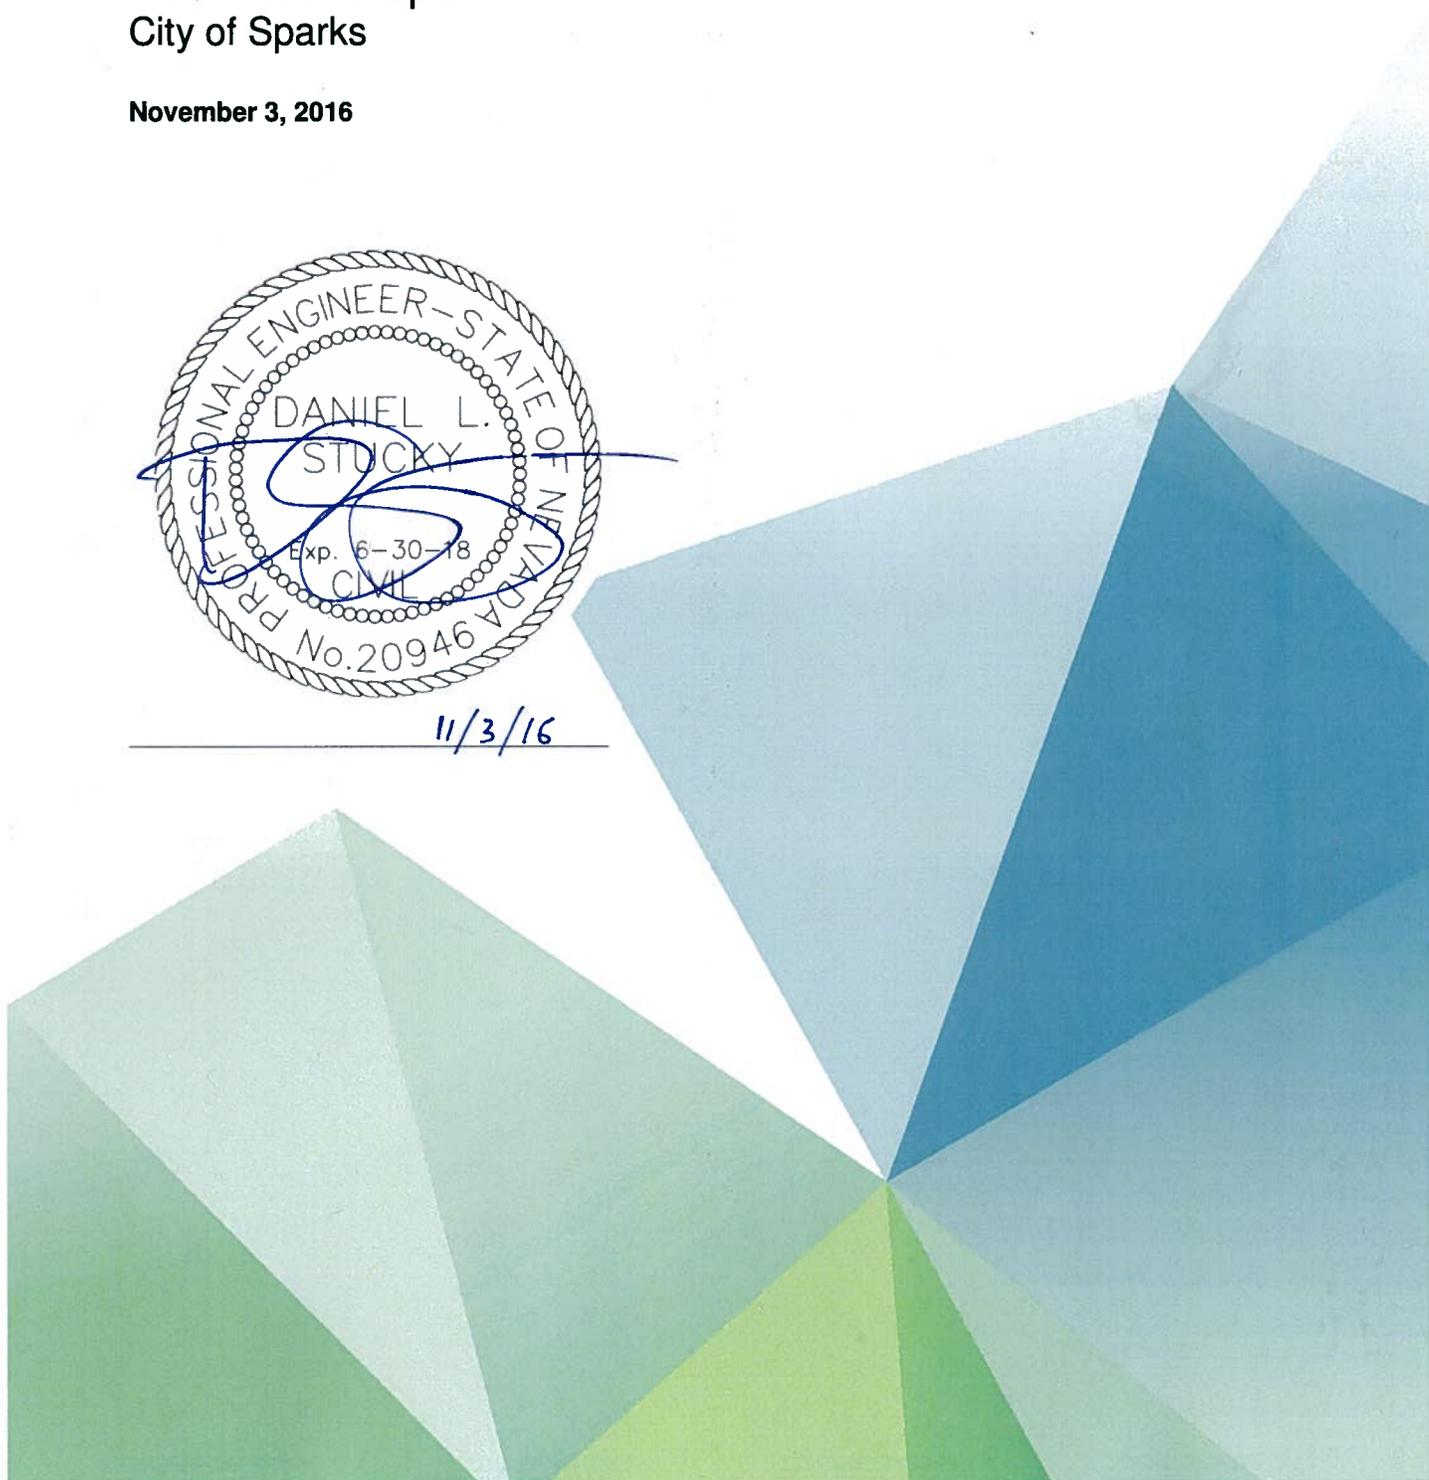 City of Sparks
November 3, 2016
PROFESSIONAL ENGINEER-STATE OF NEVADA
DANIEL L.
STUCKY
Exp. 6-30-18
CIVIL
No.20946
11/3/16